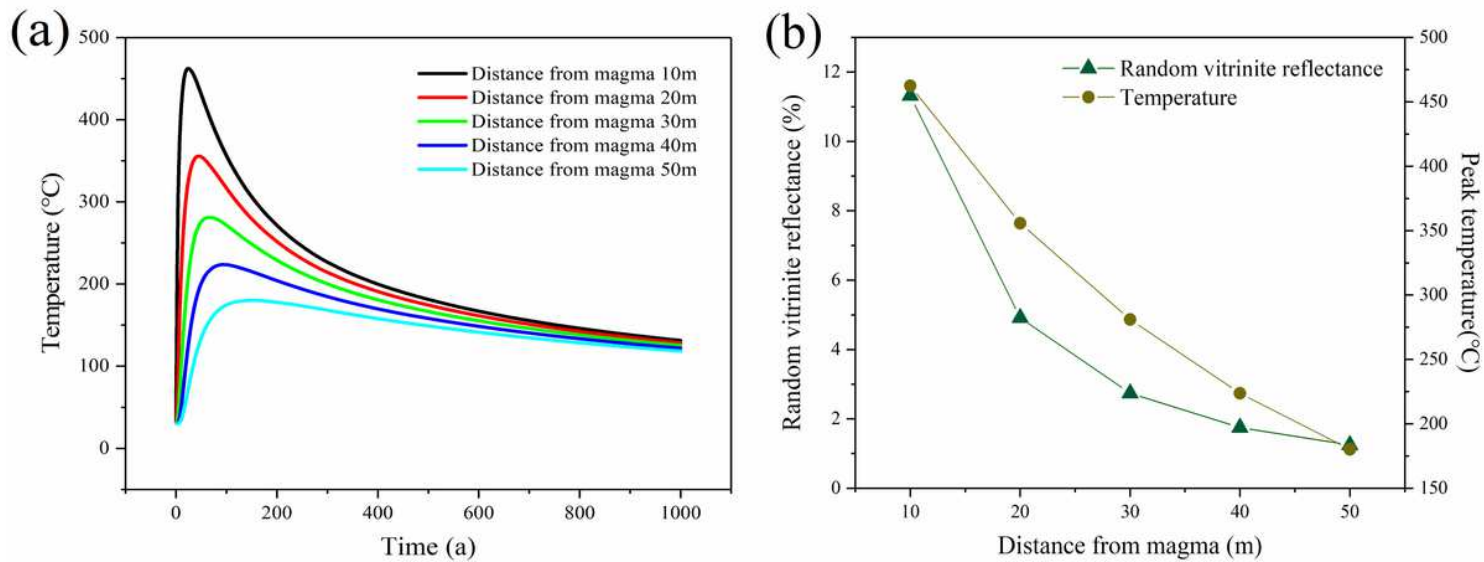 (a)
500
400
300
200
100
0
Temperature (℃)
0 200 400 600 800 1000
Time (a)
Distance from magma 10m
Distance from magma 20m
Distance from magma 30m
Distance from magma 40m
Distance from magma 50m
(b)
12
10
8
6
4
2
0
Random vitrinite reflectance (%)
Random vitrinite reflectance
Temperature
500
450
400
350
300
250
200
150
Peak temperature(℃)
10 20 30 40 50
Distance from magma (m)